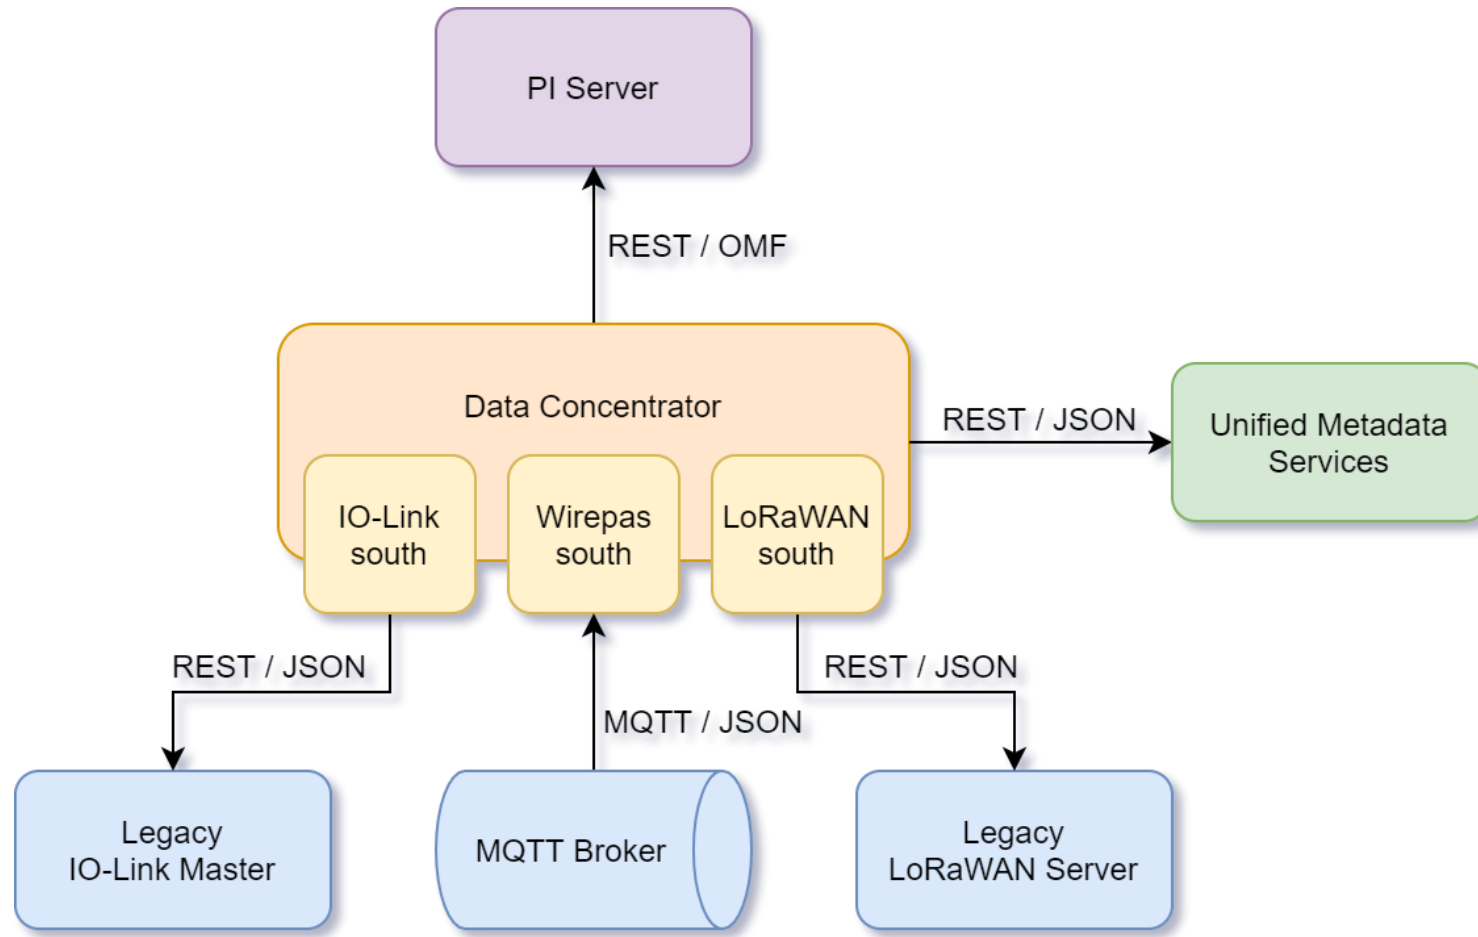 PI Server
REST / OMF
Data Concentrator
REST / JSON
Unified Metadata
Services
IO-Link
south
Wirepas
south
LoRaWAN
south
REST / JSON
REST / JSON
MQTT / JSON
Legacy
IO-Link Master
MQTT Broker
Legacy
LoRaWAN Server